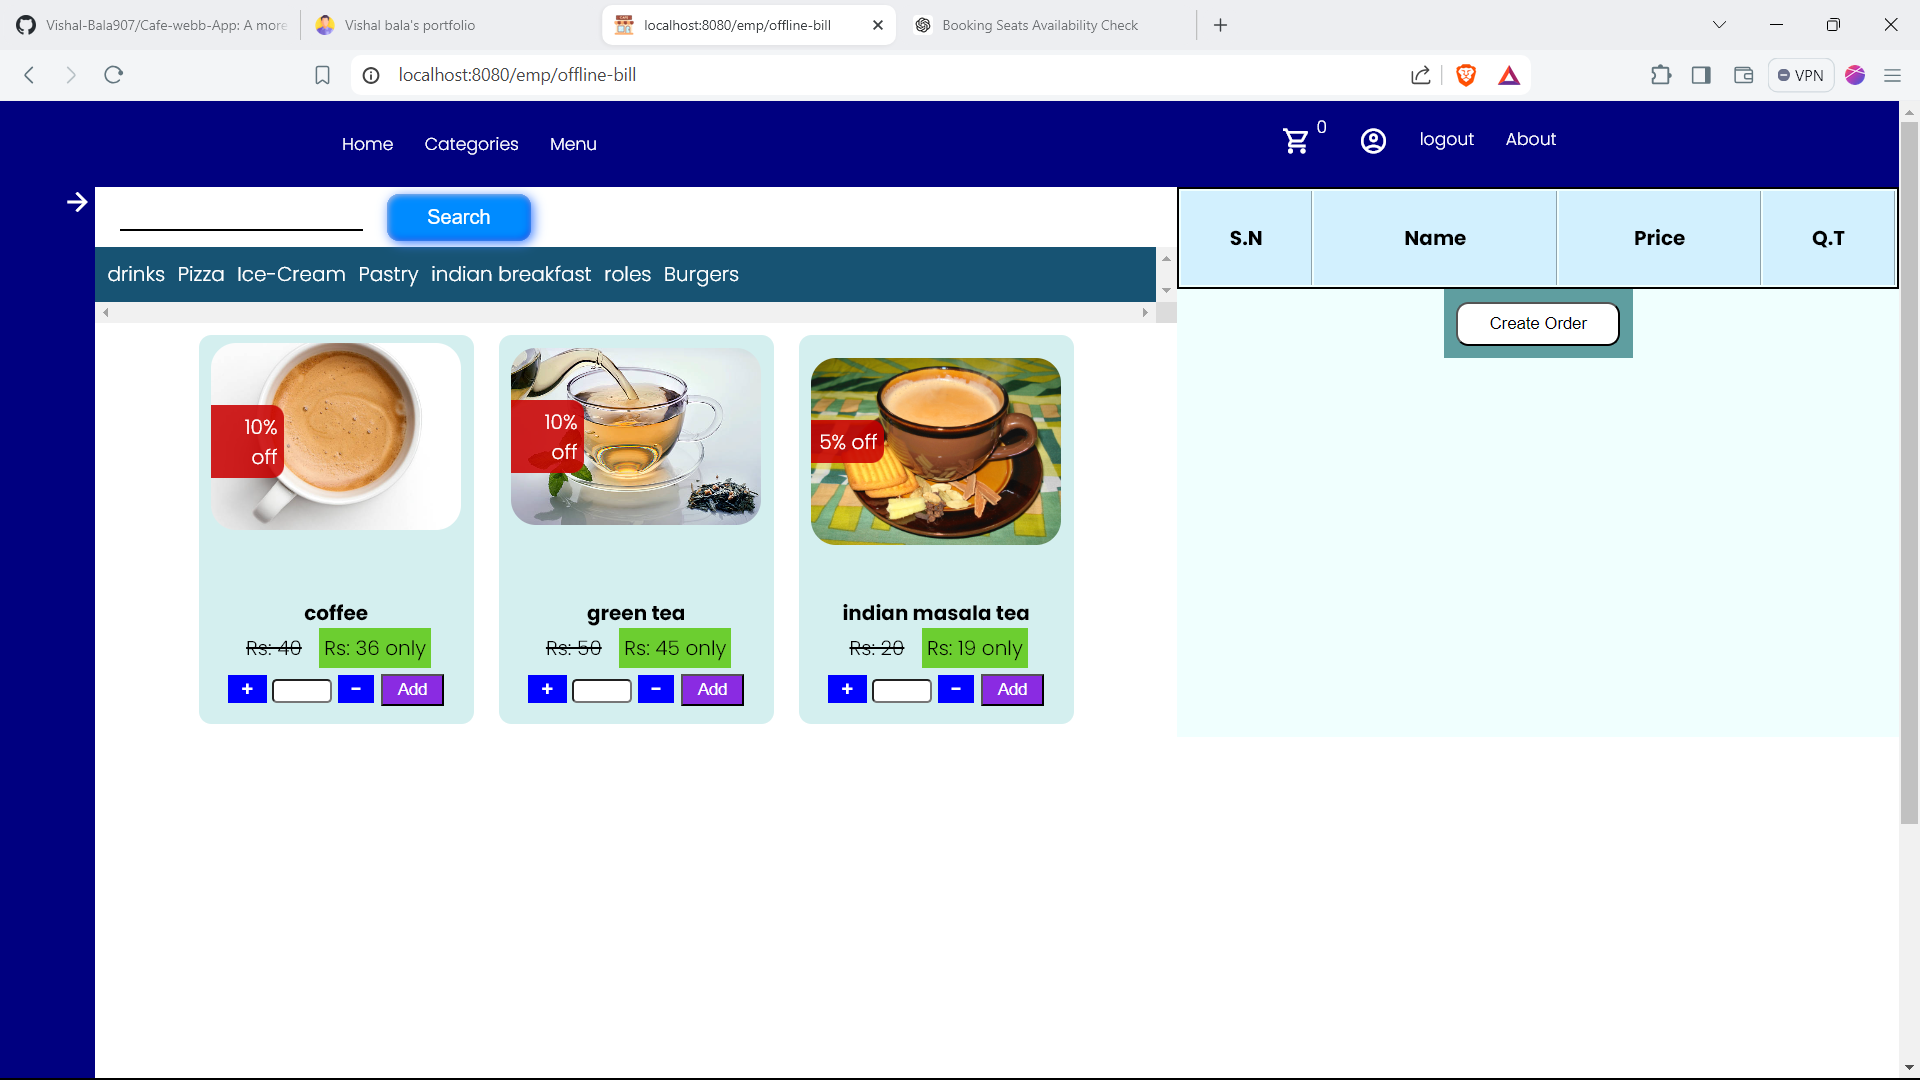 Vishal-Bala907/Cafe-webb-App: A more
Vishal bala's portfolio
localhost:8080/emp/offline-bill
Booking Seats Availability Check
localhost:8080/emp/offline-bill
VPN
Home Categories Menu
0
logout About
Search
S.N Name Price Q.T
drinks Pizza Ice-Cream Pastry indian breakfast roles Burgers
Create Order
10%
off
10%
off
5% off
coffee
Rs: 40 Rs: 36 only
+ - Add
green tea
Rs: 50 Rs: 45 only
+ - Add
indian masala tea
Rs: 20 Rs: 19 only
+ - Add